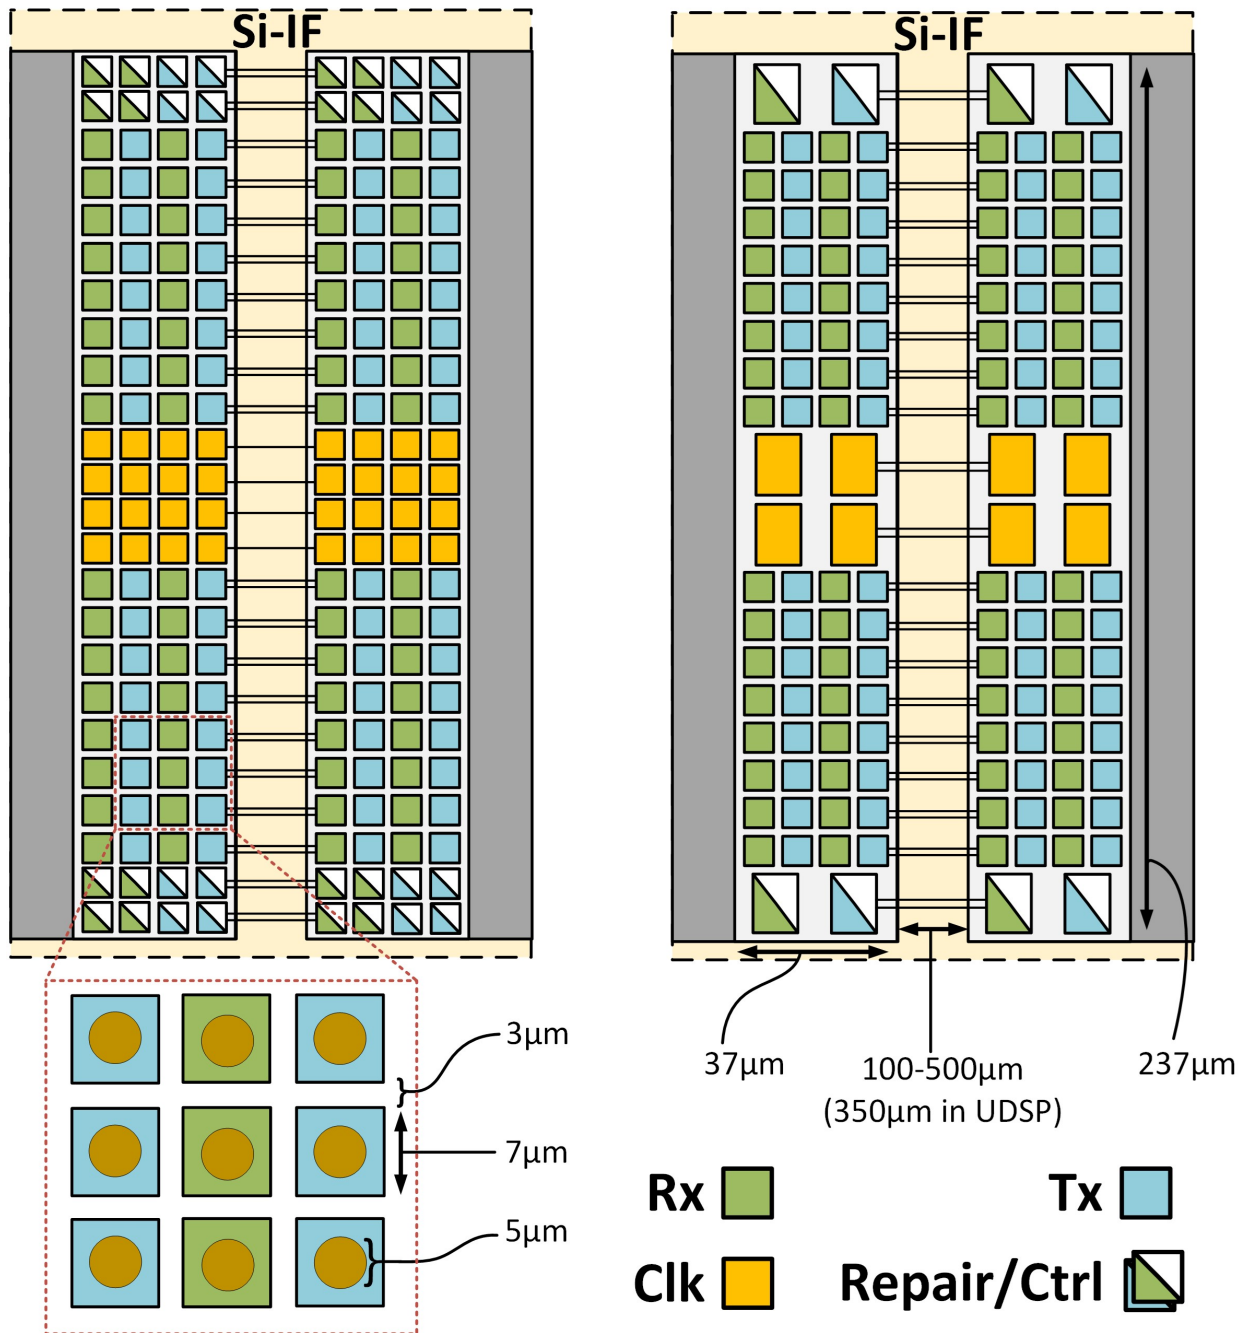 Si-IF
Si-IF
3µm
7µm
5µm
37µm
100-500µm
(350µm in UDSP)
237µm
Rx
Tx
Clk
Repair/Ctrl